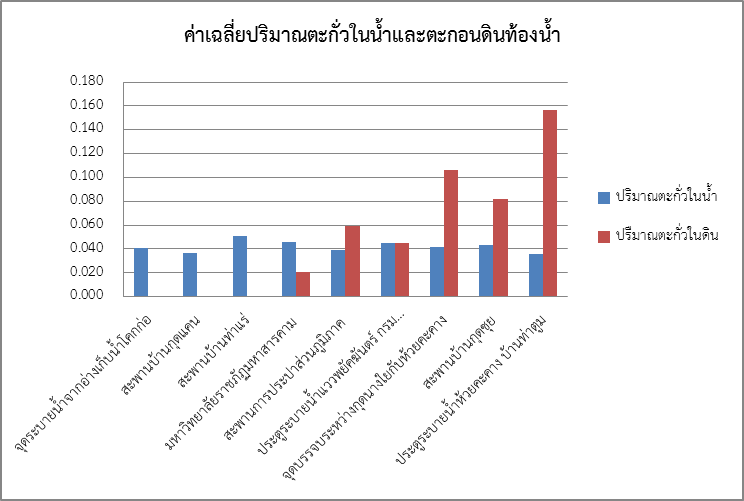 ค่าเฉลี่ยปริมาณตะกั่วในน้ำและตะกอนดินท้องน้ำ
0.180
0.160
0.140
0.120
0.100
0.080
0.060
0.040
0.020
0.000
ปริมาณตะกั่วในน้ำ
ปรืมาณตะกั่วในดิน
จุดระบายน้ำจากอ่างเก็บน้ำโคกก่อ
สะพานบ้านกุดแคน
สะพานบ้านท่าแร่
มหาวิทยาลัยราชภัฏมหาสารคาม
สะพานการประปาส่วนภูมิภาค
ประตูระบายน้ำแววพยัคฆันตร์ กรม...
จุดบรรจบระหว่างกุดนางใยกับห้วยคะคาง
สะพานบ้านกุดซุย
ประตูระบายน้ำห้วยคะคาง บ้านท่าตูม